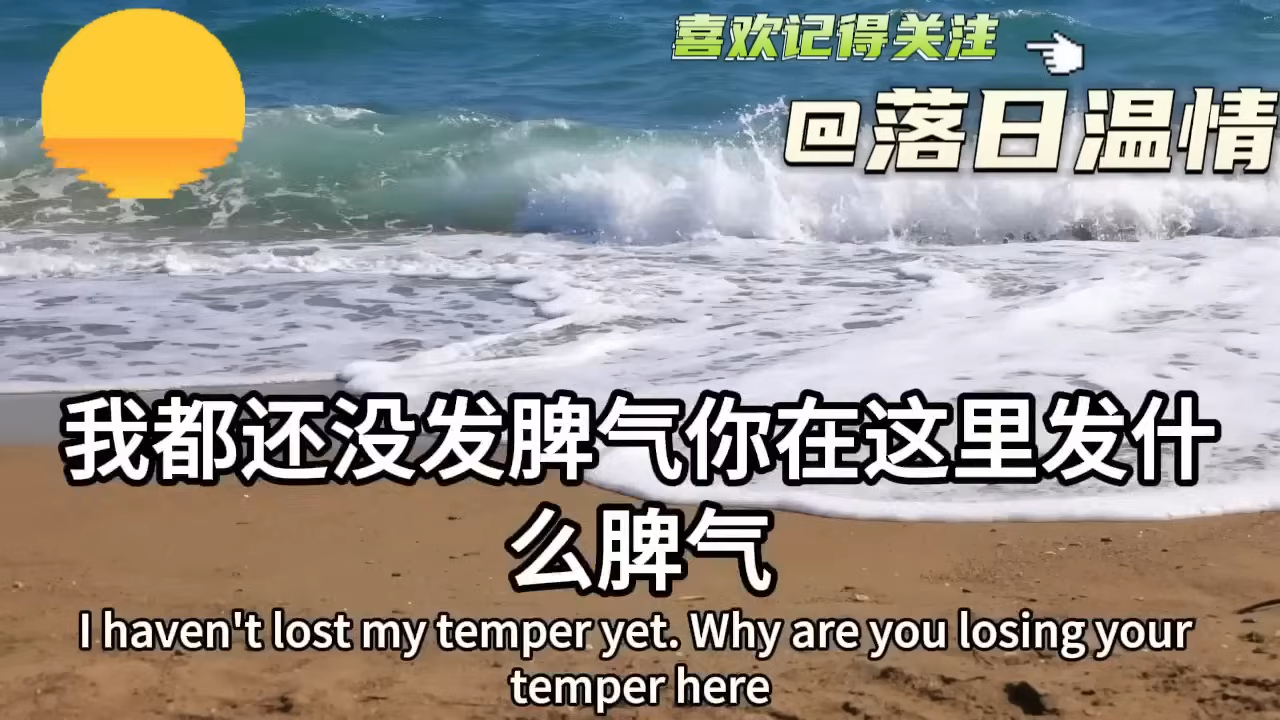 喜欢记得关注
@落日温情
我都还没发脾气你在这里发什
么脾气
I haven't lost my temper yet. Why are you losing your
temper here